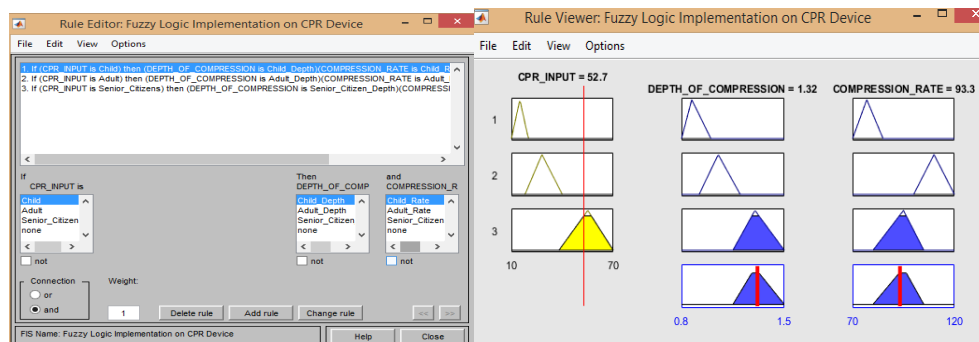 Rule Editor: Fuzzy Logic Implementation on CPR Device
File Edit View Options
1. If (CPR_INPUT is Child) then (DEPTH_OF_COMPRESSION is Child_Depth)(COMPRESSION_RATE is Child_R
2. If (CPR_INPUT is Adult) then (DEPTH_OF_COMPRESSION is Adult_Depth)(COMPRESSION_RATE is Adult_
3. If (CPR_INPUT is Senior_Citizens) then (DEPTH_OF_COMPRESSION is Senior_Citizen_Depth)(COMPRESSI
If
CPR_INPUT is
Child
Adult
Senior_Citizen
none
not
Then
DEPTH_OF_COMP
Child_Depth
Adult_Depth
Senior_Citizen
none
not
and
COMPRESSION_R
Child_Rate
Adult_Rate
Senior_Citizen
none
not
Connection
or
and
Weight:
1
Delete rule
Add rule
Change rule
<<
>>
FIS Name: Fuzzy Logic Implementation on CPR Device
Help
Close
Rule Viewer: Fuzzy Logic Implementation on CPR Device
File Edit View Options
CPR_INPUT = 52.7
DEPTH_OF_COMPRESSION = 1.32
COMPRESSION_RATE = 93.3
1
2
3
10 70
0.8 1.5
70 120